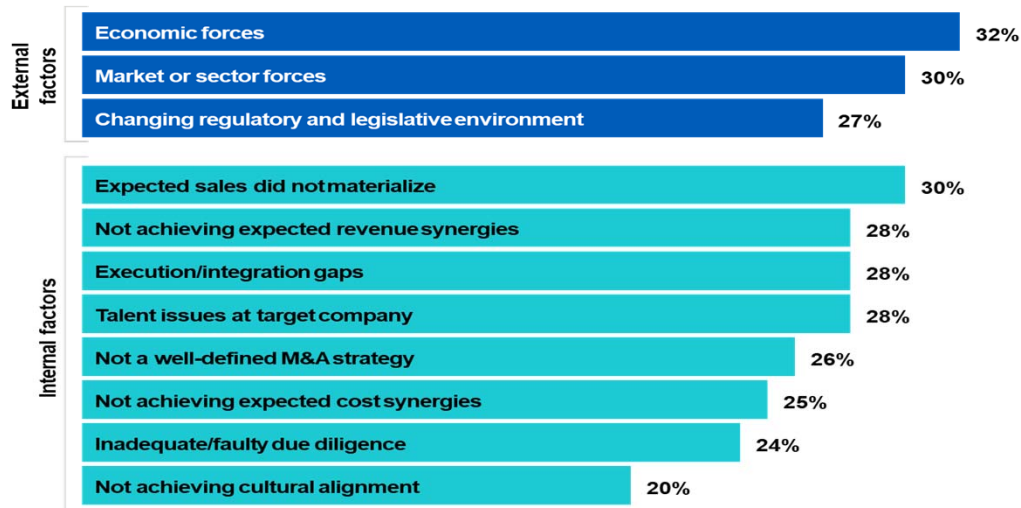 External
factors
Economic forces 32%
Market or sector forces 30%
Changing regulatory and legislative environment 27%
Internal factors
Expected sales did not materialize 30%
Not achieving expected revenue synergies 28%
Execution/integration gaps 28%
Talent issues at target company 28%
Not a well-defined M&A strategy 26%
Not achieving expected cost synergies 25%
Inadequate/faulty due diligence 24%
Not achieving cultural alignment 20%